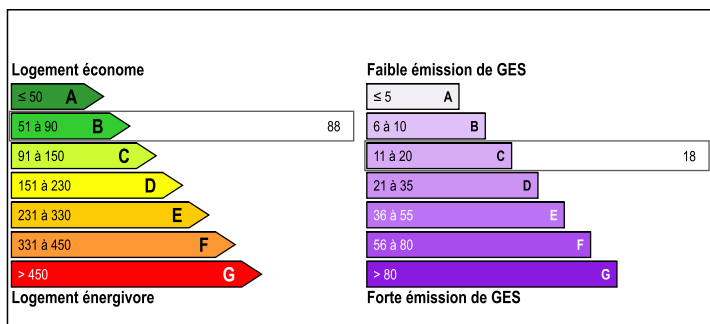 Logement économe
≤ 50 A
51 à 90 B 88
91 à 150 C
151 à 230 D
231 à 330 E
331 à 450 F
> 450 G
Logement énergivore
Faible émission de GES
≤ 5 A
6 à 10 B
11 à 20 C 18
21 à 35 D
36 à 55 E
56 à 80 F
> 80 G
Forte émission de GES